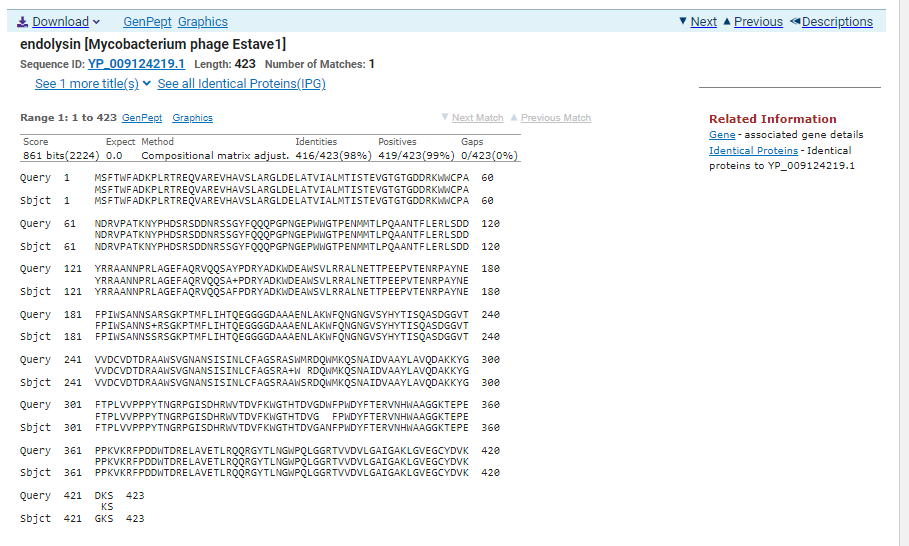 Download GenPept Graphics Next Previous Descriptions
endolysin [Mycobacterium phage Estave1]
Sequence ID: YP_009124219.1 Length: 423 Number of Matches: 1
See 1 more title(s) See all Identical Proteins(IPG)
Range 1: 1 to 423 GenPept Graphics Next Match Previous Match
Score Expect Method Identities Positives Gaps
861 bits(2224) 0.0 Compositional matrix adjust. 416/423(98%) 419/423(99%) 0/423(0%)
Query 1 MSFTWFADKPLRTREQVAREVHAVSLARGLDELATVIALMTISTEVGTGTGDDRKWWCPA 60
MSFTWFADKPLRTREQVAREVHAVSLARGLDELATVIALMTISTEVGTGTGDDRKWWCPA
Sbjct 1 MSFTWFADKPLRTREQVAREVHAVSLARGLDELATVIALMTISTEVGTGTGDDRKWWCPA 60
Query 61 NDRVPATKNYPHDSRSDDNRSSGYFQQQPGPNGEPWWGTPENMMTLPQAANTFLERLSDD 120
NDRVPATKNYPHDSRSDDNRSSGYFQQQPGPNGEPWWGTPENMMTLPQAANTFLERLSDD
Sbjct 61 NDRVPATKNYPHDSRSDDNRSSGYFQQQPGPNGEPWWGTPENMMTLPQAANTFLERLSDD 120
Query 121 YRRAANNPRLAGEFAQRVQQSAYPDRYADKWDEAWSVLRRALNETTPEEPVTENRPAYNE 180
YRRAANNPRLAGEFAQRVQQSA+PDRYADKWDEAWSVLRRALNETTPEEPVTENRPAYNE
Sbjct 121 YRRAANNPRLAGEFAQRVQQSAFPDRYADKWDEAWSVLRRALNETTPEEPVTENRPAYNE 180
Query 181 FPIWSANNSARSGKPTMFLIHTQEGGGGDAAAENLAKWFQNGNGVSYHYTISQASDGGVT 240
FPIWSANNS+RSGKPTMFLIHTQEGGGGDAAAENLAKWFQNGNGVSYHYTISQASDGGVT
Sbjct 181 FPIWSANNSSRSGKPTMFLIHTQEGGGGDAAAENLAKWFQNGNGVSYHYTISQASDGGVT 240
Query 241 VVDCVDTDRAAWSVGNANSISINLCFAGSRASWMRDQWMKQSNAIDVAAYLAVQDAKKYG 300
VVDCVDTDRAAWSVGNANSISINLCFAGSRA+W RDQWMKQSNAIDVAAYLAVQDAKKYG
Sbjct 241 VVDCVDTDRAAWSVGNANSISINLCFAGSRAAWSRDQWMKQSNAIDVAAYLAVQDAKKYG 300
Query 301 FTPLVVPPPYTNGRPGISDHRWVTDVFKWGTHTDVGDWFPWDYFTERVNHWAAGGKTEPE 360
FTPLVVPPPYTNGRPGISDHRWVTDVFKWGTHTDVG FPWDYFTERVNHWAAGGKTEPE
Sbjct 301 FTPLVVPPPYTNGRPGISDHRWVTDVFKWGTHTDVGANFPWDYFTERVNHWAAGGKTEPE 360
Query 361 PPKVKRFPDDWTDRELAVETLRQQRGYTLNGWPQLGGRTVVDVLGAIGAKLGVEGCYDVK 420
PPKVKRFPDDWTDRELAVETLRQQRGYTLNGWPQLGGRTVVDVLGAIGAKLGVEGCYDVK
Sbjct 361 PPKVKRFPDDWTDRELAVETLRQQRGYTLNGWPQLGGRTVVDVLGAIGAKLGVEGCYDVK 420
Query 421 DKS 423
KS
Sbjct 421 GKS 423
Related Information
Gene - associated gene details
Identical Proteins - Identical
proteins to YP_009124219.1